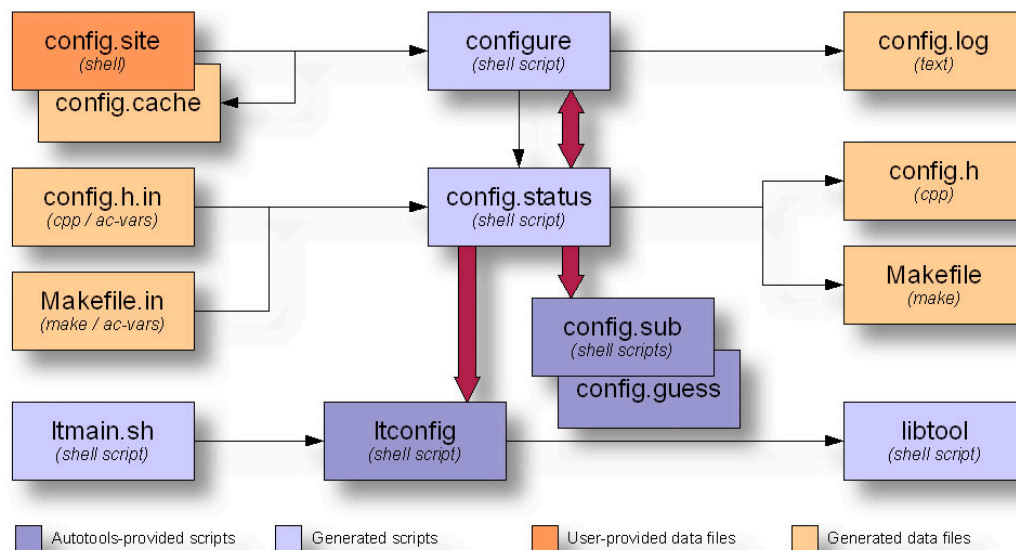 config.site
(shell)
config.cache
configure
(shell script)
config.log
(text)
config.h.in
(cpp / ac-vars)
config.status
(shell script)
config.h
(cpp)
Makefile.in
(make / ac-vars)
Makefile
(make)
config.sub
(shell scripts)
config.guess
ltmain.sh
(shell script)
ltconfig
(shell script)
libtool
(shell script)
Autotools-provided scripts
Generated scripts
User-provided data files
Generated data files